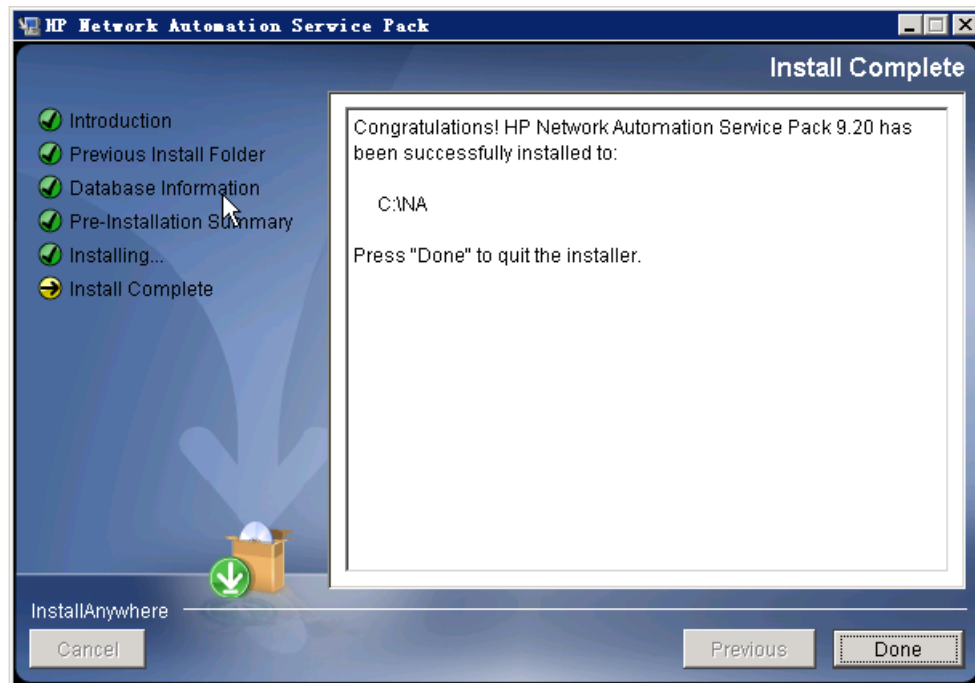 HP Network Automation Service Pack
Install Complete
Introduction
Previous Install Folder
Database Information
Pre-Installation Summary
Installing...
Install Complete
Congratulations! HP Network Automation Service Pack 9.20 has
been successfully installed to:
C:\NA
Press "Done" to quit the installer.
InstallAnywhere
Cancel
Previous
Done